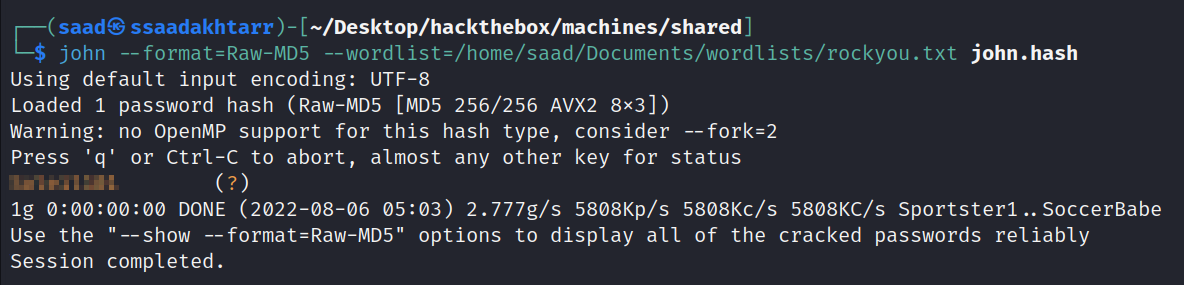 ┌──(saad㉿ssaadakhtarr)-[~/Desktop/hackthebox/machines/shared]
└─$ john --format=Raw-MD5 --wordlist=/home/saad/Documents/wordlists/rockyou.txt john.hash
Using default input encoding: UTF-8
Loaded 1 password hash (Raw-MD5 [MD5 256/256 AVX2 8×3])
Warning: no OpenMP support for this hash type, consider --fork=2
Press 'q' or Ctrl-C to abort, almost any other key for status
(?)
1g 0:00:00:00 DONE (2022-08-06 05:03) 2.777g/s 5808Kp/s 5808Kc/s 5808KC/s Sportster1..SoccerBabe
Use the "--show --format=Raw-MD5" options to display all of the cracked passwords reliably
Session completed.